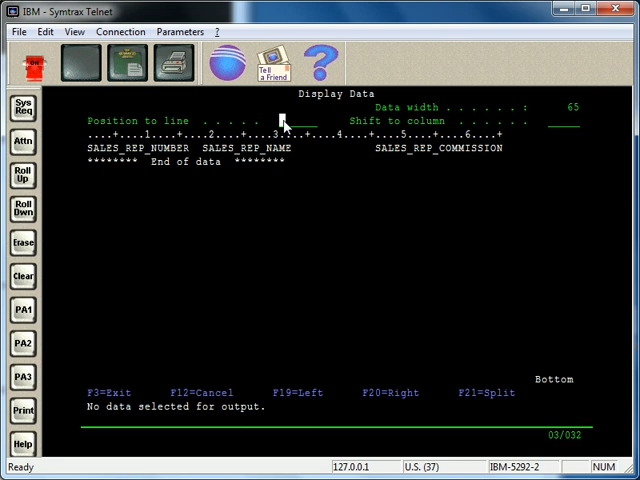 IBM - Symtrax Telnet
File Edit View Connection Parameters ?
ON
Tell a Friend
Sys Req
Attn
Roll Up
Roll Dwn
Erase
Clear
PA1
PA2
PA3
Print
Help
Display Data
Data width . . . . . . : 65
Position to line . . . . . Shift to column . . . . . .
....+....1....+....2....+....3....+....4....+....5....+....6....+
SALES_REP_NUMBER SALES_REP_NAME SALES_REP_COMMISSION
******** End of data ********
Bottom
F3=Exit F12=Cancel F19=Left F20=Right F21=Split
No data selected for output.
03/032
Ready 127.0.0.1 U.S. (37) IBM-5292-2 NUM